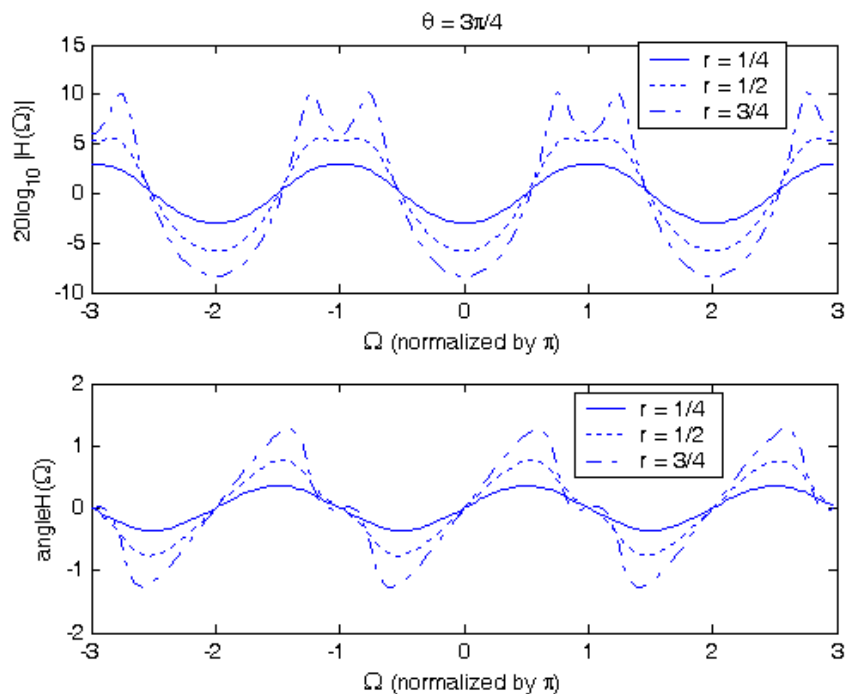 θ = 3π/4
20log10 |H(Ω)|
15
10
5
0
-5
-10
r = 1/4
r = 1/2
r = 3/4
-3 -2 -1 0 1 2 3
Ω (normalized by π)
angleH(Ω)
2
1
0
-1
-2
r = 1/4
r = 1/2
r = 3/4
-3 -2 -1 0 1 2 3
Ω (normalized by π)